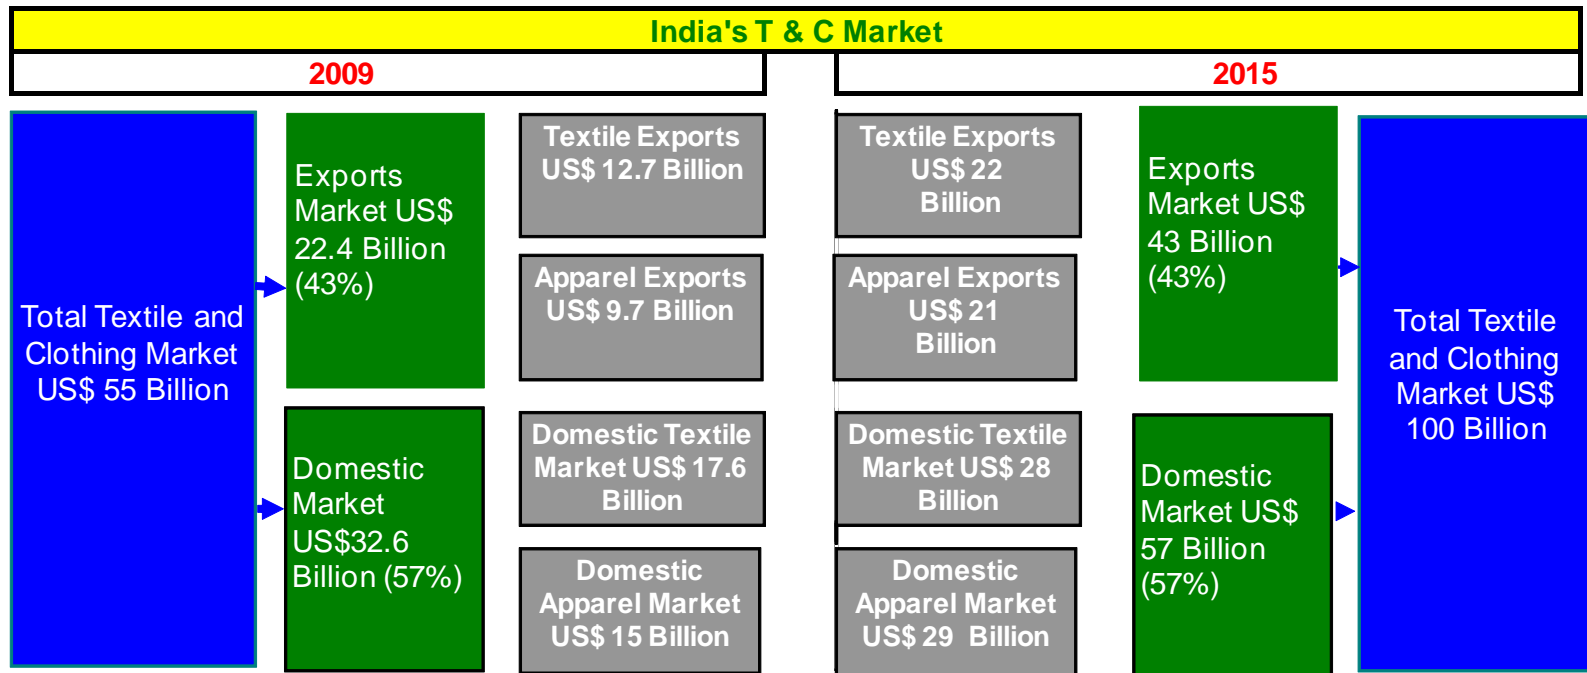 India's T & C Market
2009
2015
Total Textile and
Clothing Market
US$ 55 Billion
Exports
Market US$
22.4 Billion
(43%)
Domestic
Market
US$32.6
Billion (57%)
Textile Exports
US$ 12.7 Billion
Apparel Exports
US$ 9.7 Billion
Domestic Textile
Market US$ 17.6
Billion
Domestic
Apparel Market
US$ 15 Billion
Textile Exports
US$ 22
Billion
Apparel Exports
US$ 21
Billion
Domestic Textile
Market US$ 28
Billion
Domestic
Apparel Market
US$ 29 Billion
Exports
Market US$
43 Billion
(43%)
Domestic
Market US$
57 Billion
(57%)
Total Textile
and Clothing
Market US$
100 Billion